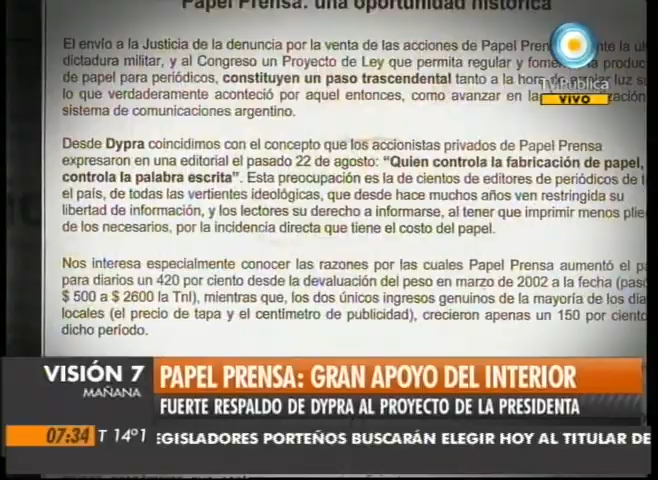 Papel Prensa: una oportunidad histórica
El envío a la Justicia de la denuncia por la venta de las acciones de Papel Prensa
dictadura militar, y al Congreso un Proyecto de Ley que permita regular y
de papel para periódicos, constituyen un paso trascendental tanto a la hora
lo que verdaderamente aconteció por aquel entonces, como avanzar en la
sistema de comunicaciones argentino.
TV Pública
VIVO
Desde Dypra coincidimos con el concepto que los accionistas privados de Papel Prensa
expresaron en una editorial el pasado 22 de agosto: "Quien controla la fabricación de papel,
controla la palabra escrita". Esta preocupación es la de cientos de editores de periódicos de
el país, de todas las vertientes ideológicas, que desde hace muchos años ven restringida su
libertad de información, y los lectores su derecho a informarse, al tener que imprimir menos
de los necesarios, por la incidencia directa que tiene el costo del papel.
Nos interesa especialmente conocer las razones por las cuales Papel Prensa aumentó el
para diarios un 420 por ciento desde la devaluación del peso en marzo de 2002 a la fecha
$ 500 a $ 2600 la Tnl), mientras que, los dos únicos ingresos genuinos de la mayoría de los
locales (el precio de tapa y el centímetro de publicidad), crecieron apenas un 150 por ciento
dicho período.
VISIÓN 7
MAÑANA
PAPEL PRENSA: GRAN APOYO DEL INTERIOR
FUERTE RESPALDO DE DYPRA AL PROYECTO DE LA PRESIDENTA
07:34 T 14º1 EGISLADORES PORTEÑOS BUSCARÁN ELEGIR HOY AL TITULAR DE